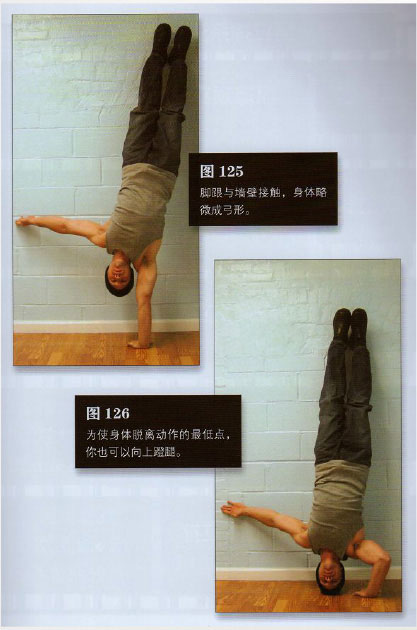 图 125
脚跟与墙壁接触，身体略
微成弓形。
图 126
为使身体脱离动作的最低点，
你也可以向上蹬腿。